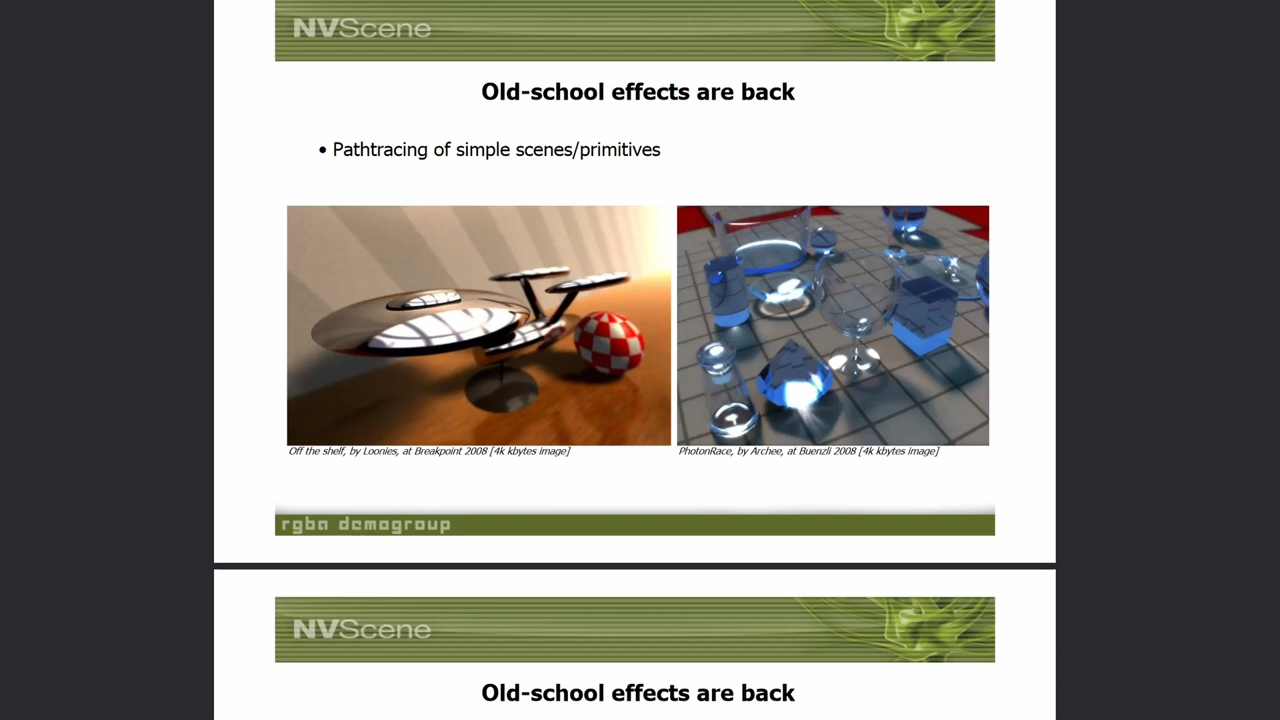 NVScene
Old-school effects are back
• Pathtracing of simple scenes/primitives
Off the shelf, by Loonies, at Breakpoint 2008 [4k kbytes image]
PhotonRace, by Archee, at Buenzli 2008 [4k kbytes image]
rgba demogroup
NVScene
Old-school effects are back